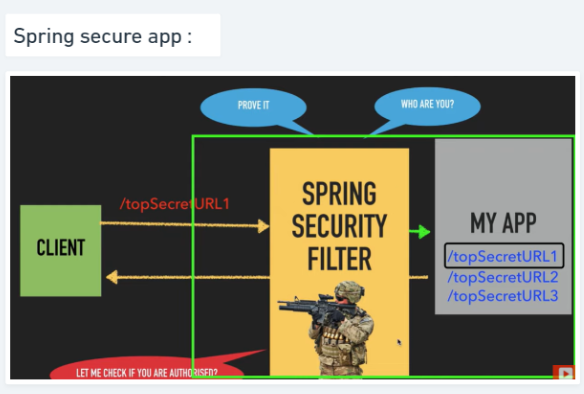 Spring secure app :
PROVE IT
WHO ARE YOU?
/topSecretURL1
CLIENT
SPRING
SECURITY
FILTER
MY APP
/topSecretURL1
/topSecretURL2
/topSecretURL3
LET ME CHECK IF YOU ARE AUTHORISED?